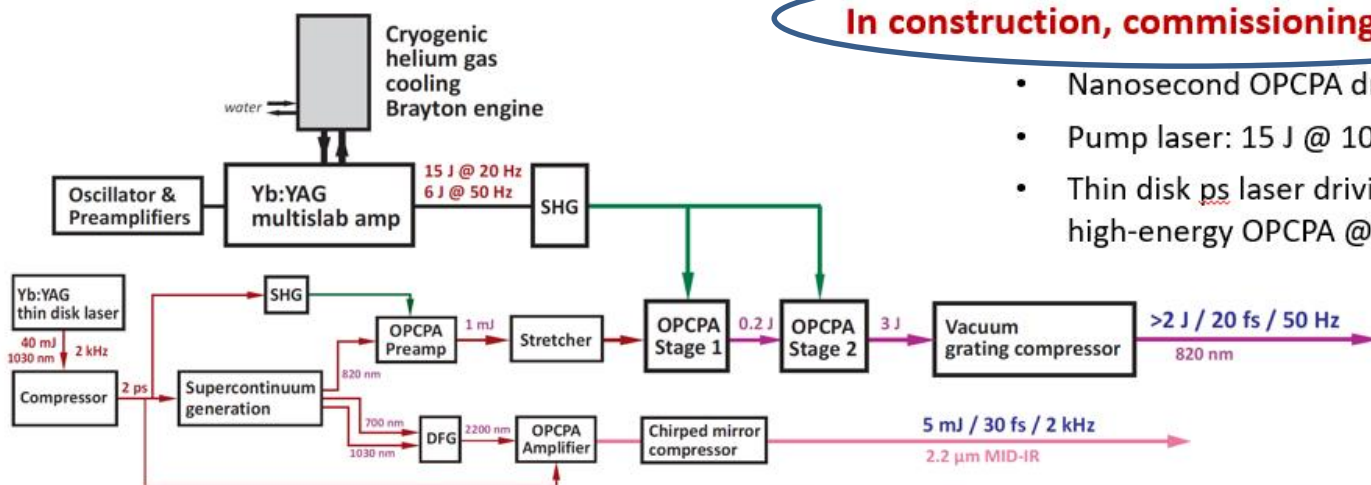 In construction, commissioning
• Nanosecond OPCPA
• Pump laser: 15 J @
• Thin disk ps laser
high-energy OPCPA @
Cryogenic
helium gas
cooling
Brayton engine
water
Oscillator &
Preamplifiers
Yb:YAG
multislab amp
15 J @ 20 Hz
6 J @ 50 Hz
SHG
Yb:YAG
thin disk laser
40 mJ
1030 nm
2 kHz
Compressor
2 ps
SHG
Supercontinuum
generation
820 nm
OPCPA
Preamp
1 mJ
Stretcher
OPCPA
Stage 1
0.2 J
OPCPA
Stage 2
3 J
Vacuum
grating compressor
>2 J / 20 fs / 50 Hz
820 nm
700 nm
1030 nm
DFG
2200 nm
OPCPA
Amplifier
Chirped mirror
compressor
5 mJ / 30 fs / 2 kHz
2.2 µm MID-IR